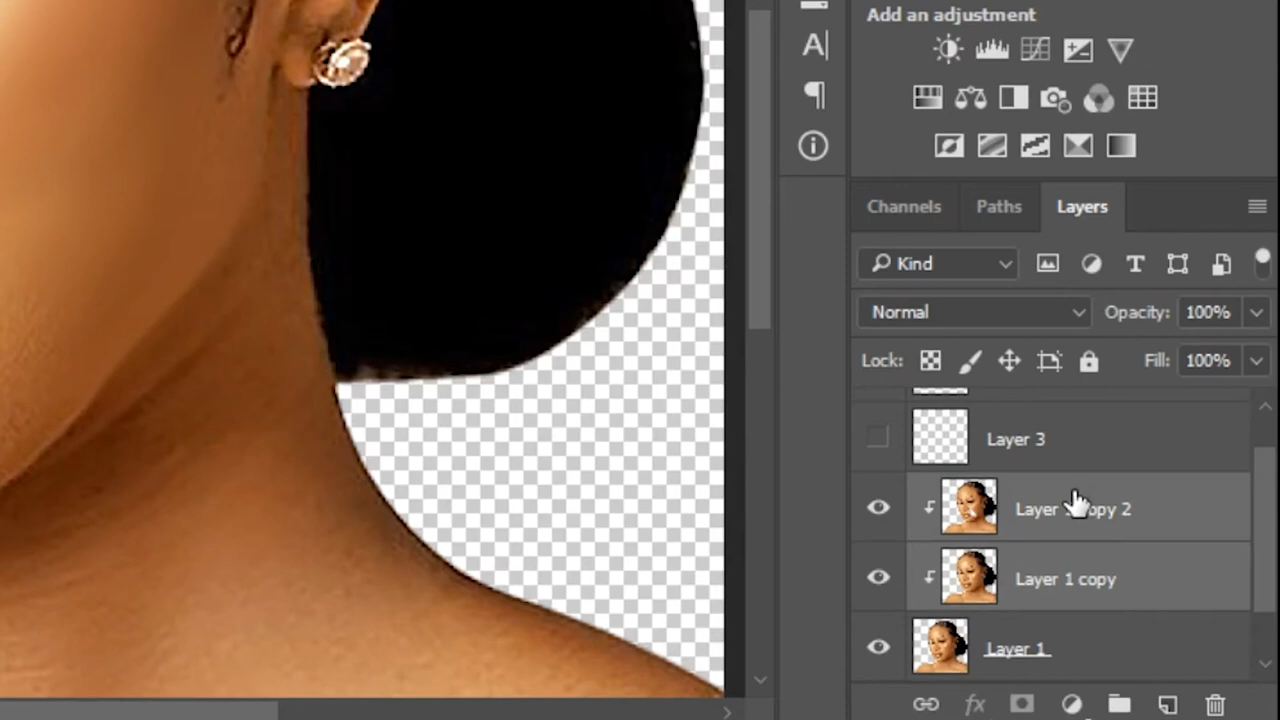 Add an adjustment
Channels Paths Layers
Kind
Normal Opacity: 100%
Lock: Fill: 100%
Layer 3
Layer copy 2
Layer 1 copy
Layer 1
fx